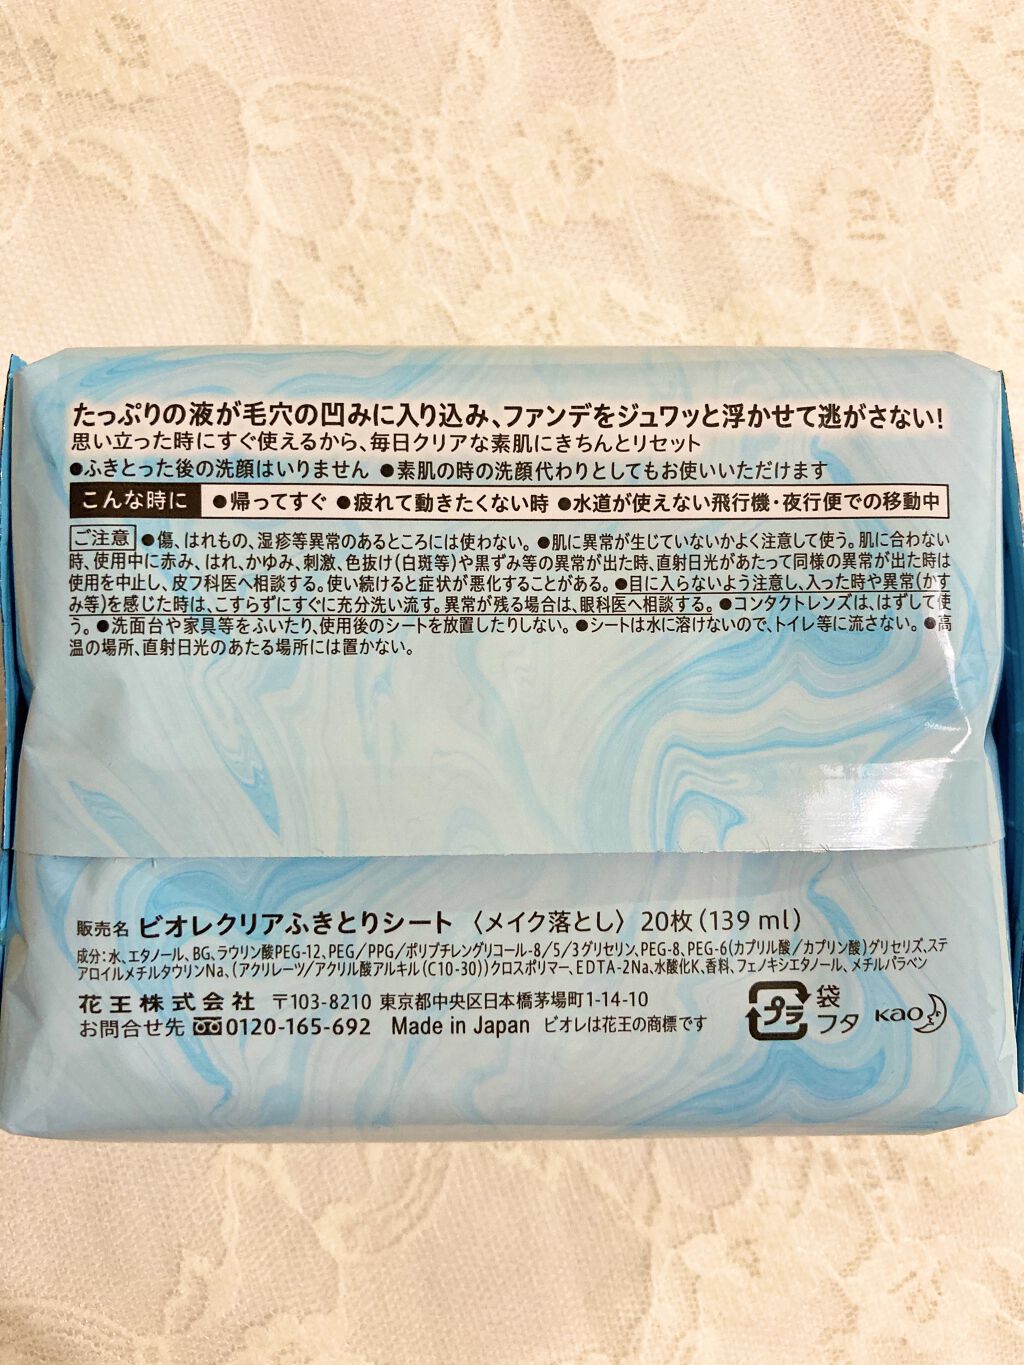 たっぷりの液が毛穴の凹みに入り込み、ファンデをジュワッと浮かせて逃がさない!
思い立った時にすぐ使えるから、毎日クリアな素肌にきちんとリセット
●ふきとった後の洗顔はいりません ●素肌の時の洗顔代わりとしてもお使いいただけます
こんな時に ●帰ってすぐ ●疲れて動きたくない時 ●水道が使えない飛行機・夜行便での移動中
ご注意 ●傷、はれもの、湿疹等異常のあるところには使わない。 ●肌に異常が生じていないかよく注意して使う。肌に合わない
時、使用中に赤み、はれ、かゆみ、刺激、色抜け(白斑等)や黒ずみ等の異常が出た時、直射日光があたって同様の異常が出た時は
使用を中止し、皮フ科医へ相談する。使い続けると症状が悪化することがある。●目に入らないよう注意し、入った時や異常(かす
み等)を感じた時は、こすらずにすぐに充分洗い流す。異常が残る場合は、眼科医へ相談する。●コンタクトレンズは、はずして使
う。●洗面台や家具等をふいたり、使用後のシートを放置したりしない。●シートは水に溶けないので、トイレ等に流さない。●高
温の場所、直射日光のあたる場所には置かない。
販売名 ビオレクリアふきとりシート 〈メイク落とし〉 20枚(139 ml)
成分:水、エタノール、BG、ラウリン酸PEG-12、PEG/PPG/ポリブチレングリコール-8/5/3グリセリン、PEG-8、PEG-6(カプリル酸/カプリン酸)グリセリズ、ステ
アロイルメチルタウリンNa、(アクリレーツ/アクリル酸アルキル(C10-30))クロスポリマー、EDTA-2Na、水酸化K、香料、フェノキシエタノール、メチルパラベン
花王株式会社 〒103-8210 東京都中央区日本橋茅場町1-14-10
お問合せ先 0120-165-692 Made in Japan ビオレは花王の商標です
プラ 袋
フタ
Kao